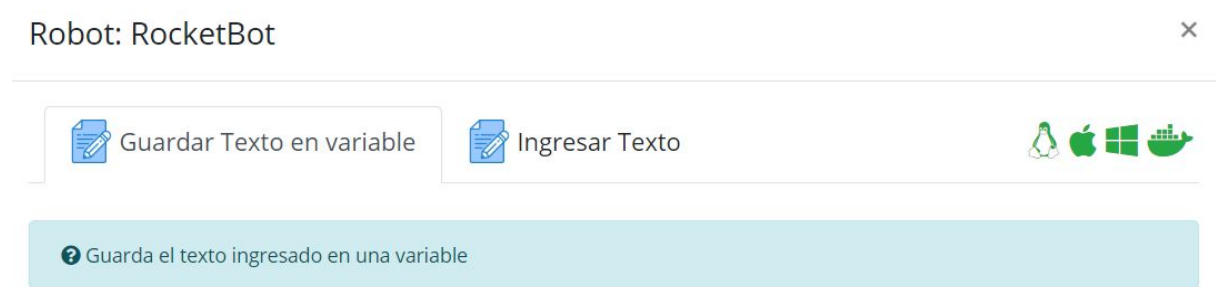 Robot: RocketBot
Guardar Texto en variable
Ingresar Texto
Guarda el texto ingresado en una variable